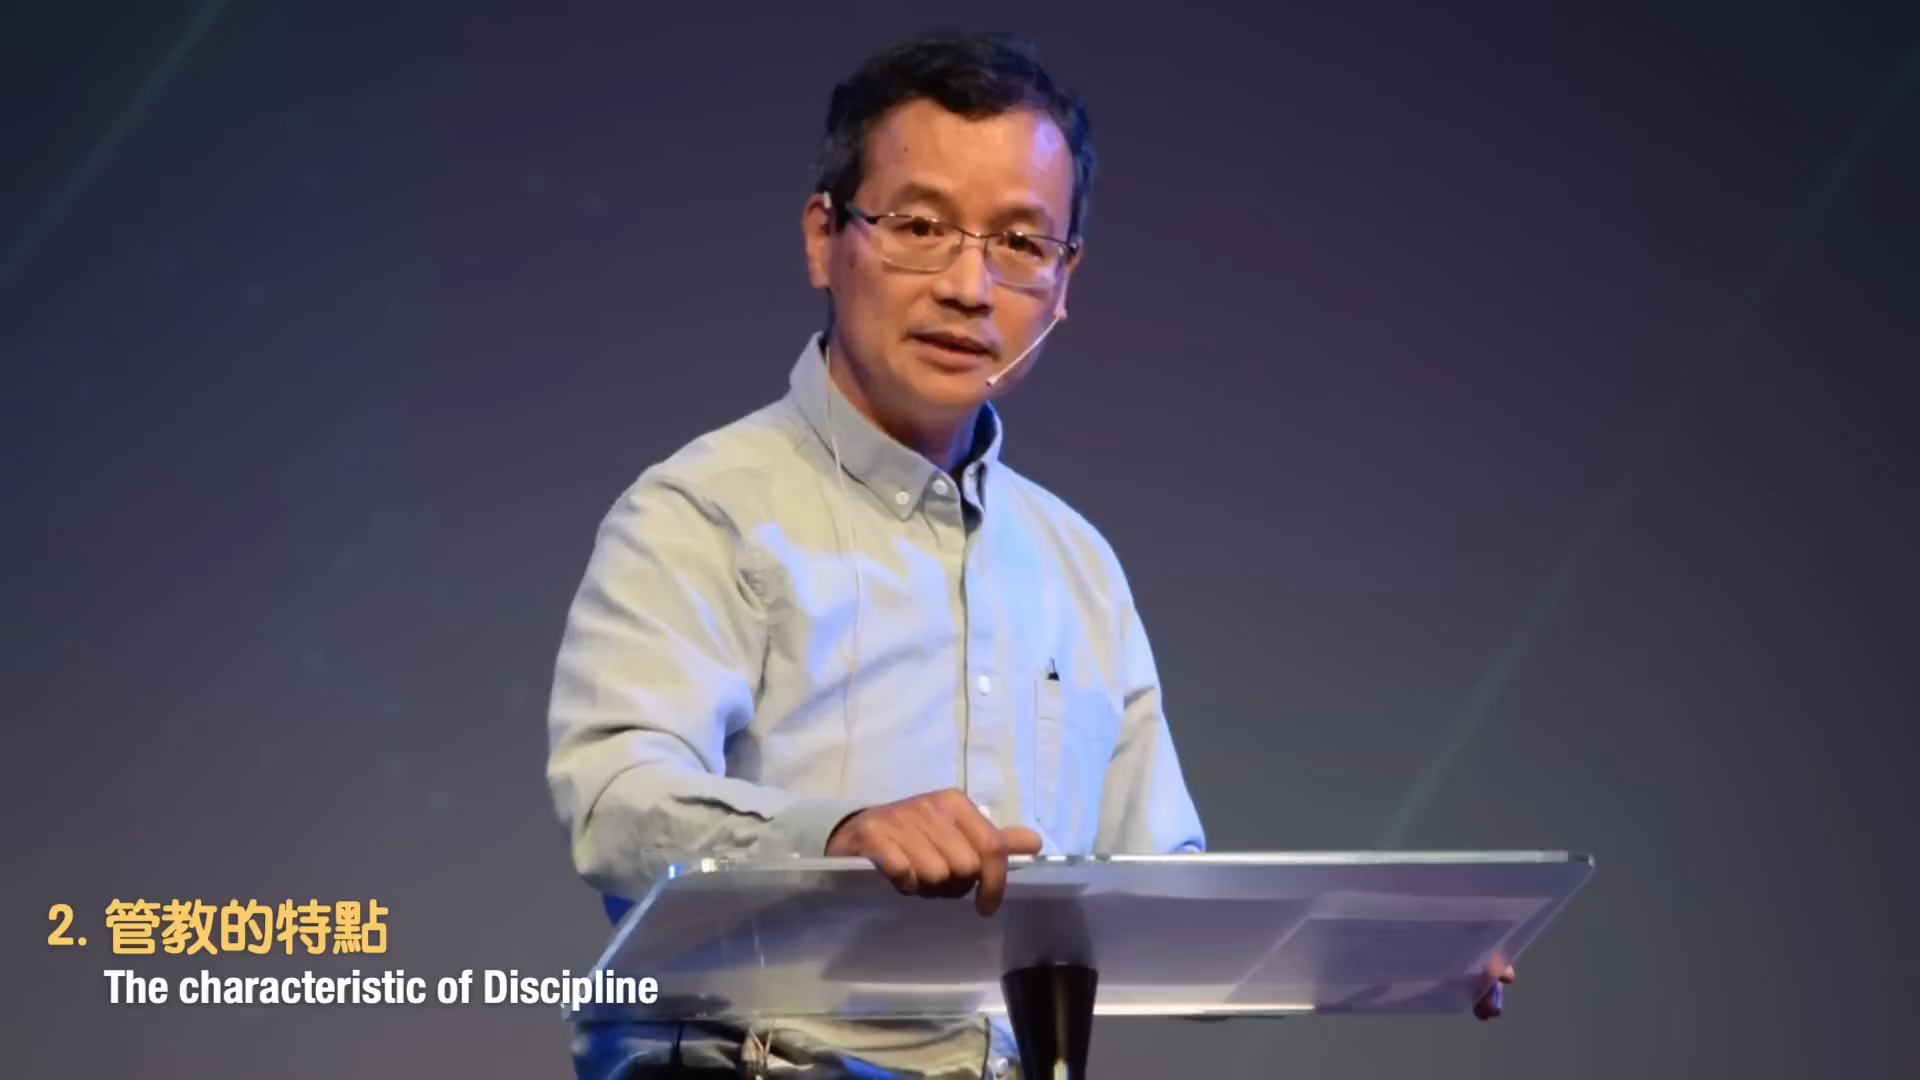 2. 管教的特點
The characteristic of Discipline